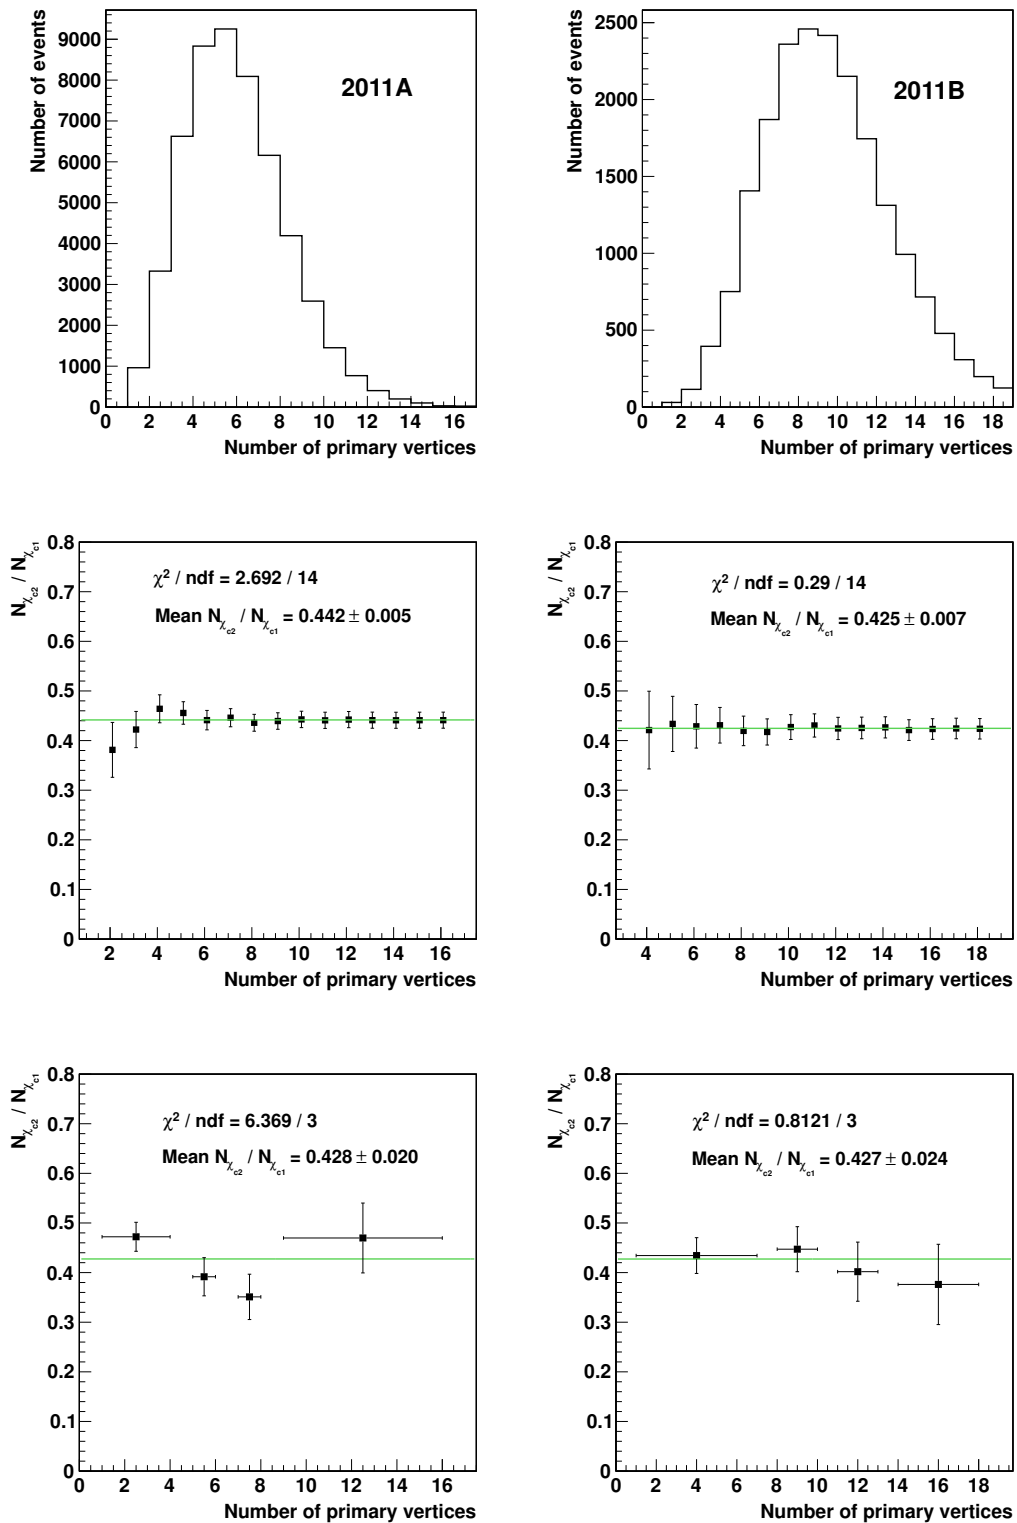 Number of events
9000
8000
7000
6000
5000
4000
3000
2000
1000
0
2011A
0 2 4 6 8 10 12 14 16
Number of primary vertices
Number of events
2500
2000
1500
1000
500
0
2011B
0 2 4 6 8 10 12 14 16 18
Number of primary vertices
N_χc2 / N_χc1
0.8
0.7
0.6
0.5
0.4
0.3
0.2
0.1
0
χ² / ndf = 2.692 / 14
Mean N_χc2 / N_χc1 = 0.442 ± 0.005
2 4 6 8 10 12 14 16
Number of primary vertices
N_χc2 / N_χc1
0.8
0.7
0.6
0.5
0.4
0.3
0.2
0.1
0
χ² / ndf = 0.29 / 14
Mean N_χc2 / N_χc1 = 0.425 ± 0.007
4 6 8 10 12 14 16 18
Number of primary vertices
N_χc2 / N_χc1
0.8
0.7
0.6
0.5
0.4
0.3
0.2
0.1
0
χ² / ndf = 6.369 / 3
Mean N_χc2 / N_χc1 = 0.428 ± 0.020
0 2 4 6 8 10 12 14 16
Number of primary vertices
N_χc2 / N_χc1
0.8
0.7
0.6
0.5
0.4
0.3
0.2
0.1
0
χ² / ndf = 0.8121 / 3
Mean N_χc2 / N_χc1 = 0.427 ± 0.024
0 2 4 6 8 10 12 14 16 18
Number of primary vertices